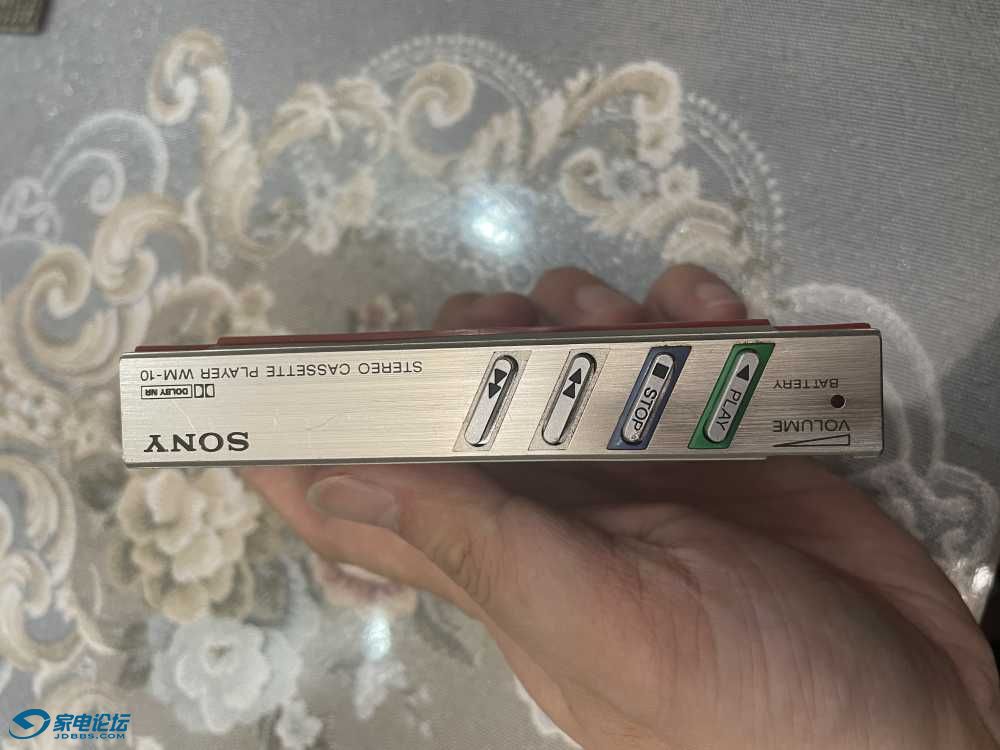 VOLUME
BATTERY
PLAY
STOP
SONY
DOLBY NR
STEREO CASSETTE PLAYER WM-10
家电论坛
JDBBS.COM